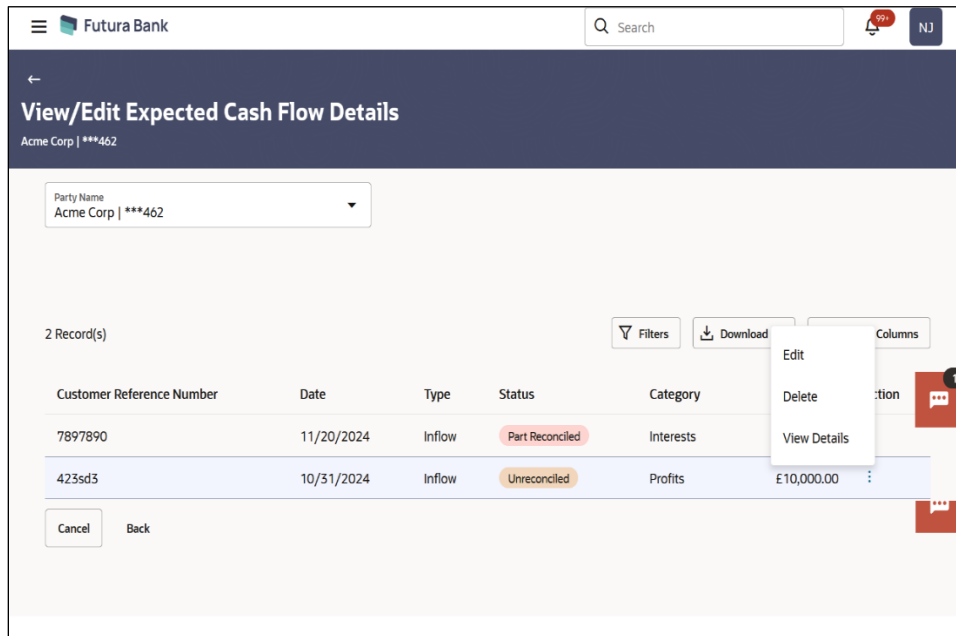 Futura Bank
Search
99+
NJ
View/Edit Expected Cash Flow Details
Acme Corp | ***462
Party Name
Acme Corp | ***462
2 Record(s)
Filters
Download
Columns
Edit
Delete
View Details
Customer Reference Number Date Type Status Category
7897890 11/20/2024 Inflow Part Reconciled Interests
423sd3 10/31/2024 Inflow Unreconciled Profits £10,000.00
Cancel Back